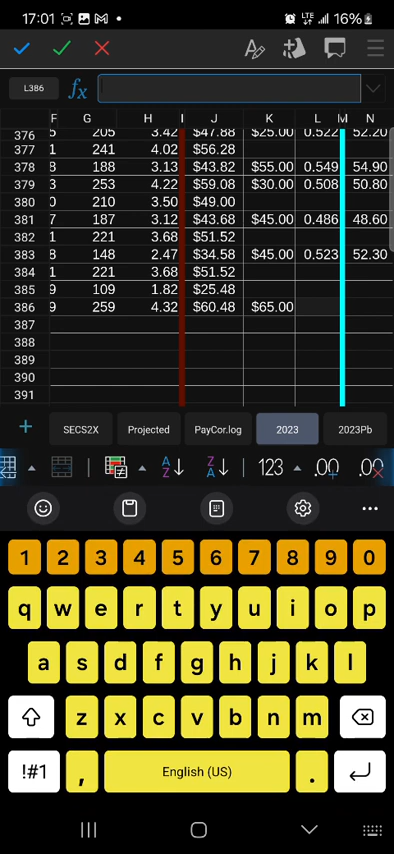 17:01 LTE 16%
L386 fx
F G H I J K L M N
376 5 205 3.42 $47.88 $25.00 0.522 52.20
377 1 241 4.02 $56.28
378 8 188 3.13 $43.82 $55.00 0.549 54.90
379 3 253 4.22 $59.08 $30.00 0.508 50.80
380 0 210 3.50 $49.00
381 7 187 3.12 $43.68 $45.00 0.486 48.60
382 1 221 3.68 $51.52
383 8 148 2.47 $34.58 $45.00 0.523 52.30
384 1 221 3.68 $51.52
385 9 109 1.82 $25.48
386 9 259 4.32 $60.48 $65.00
387
388
389
390
391
+ SECS2X Projected PayCor.log 2023 2023Pb
A Z Z A 123 .00 .00
1 2 3 4 5 6 7 8 9 0
q w e r t y u i o p
a s d f g h j k l
z x c v b n m
!#1 , English (US) .